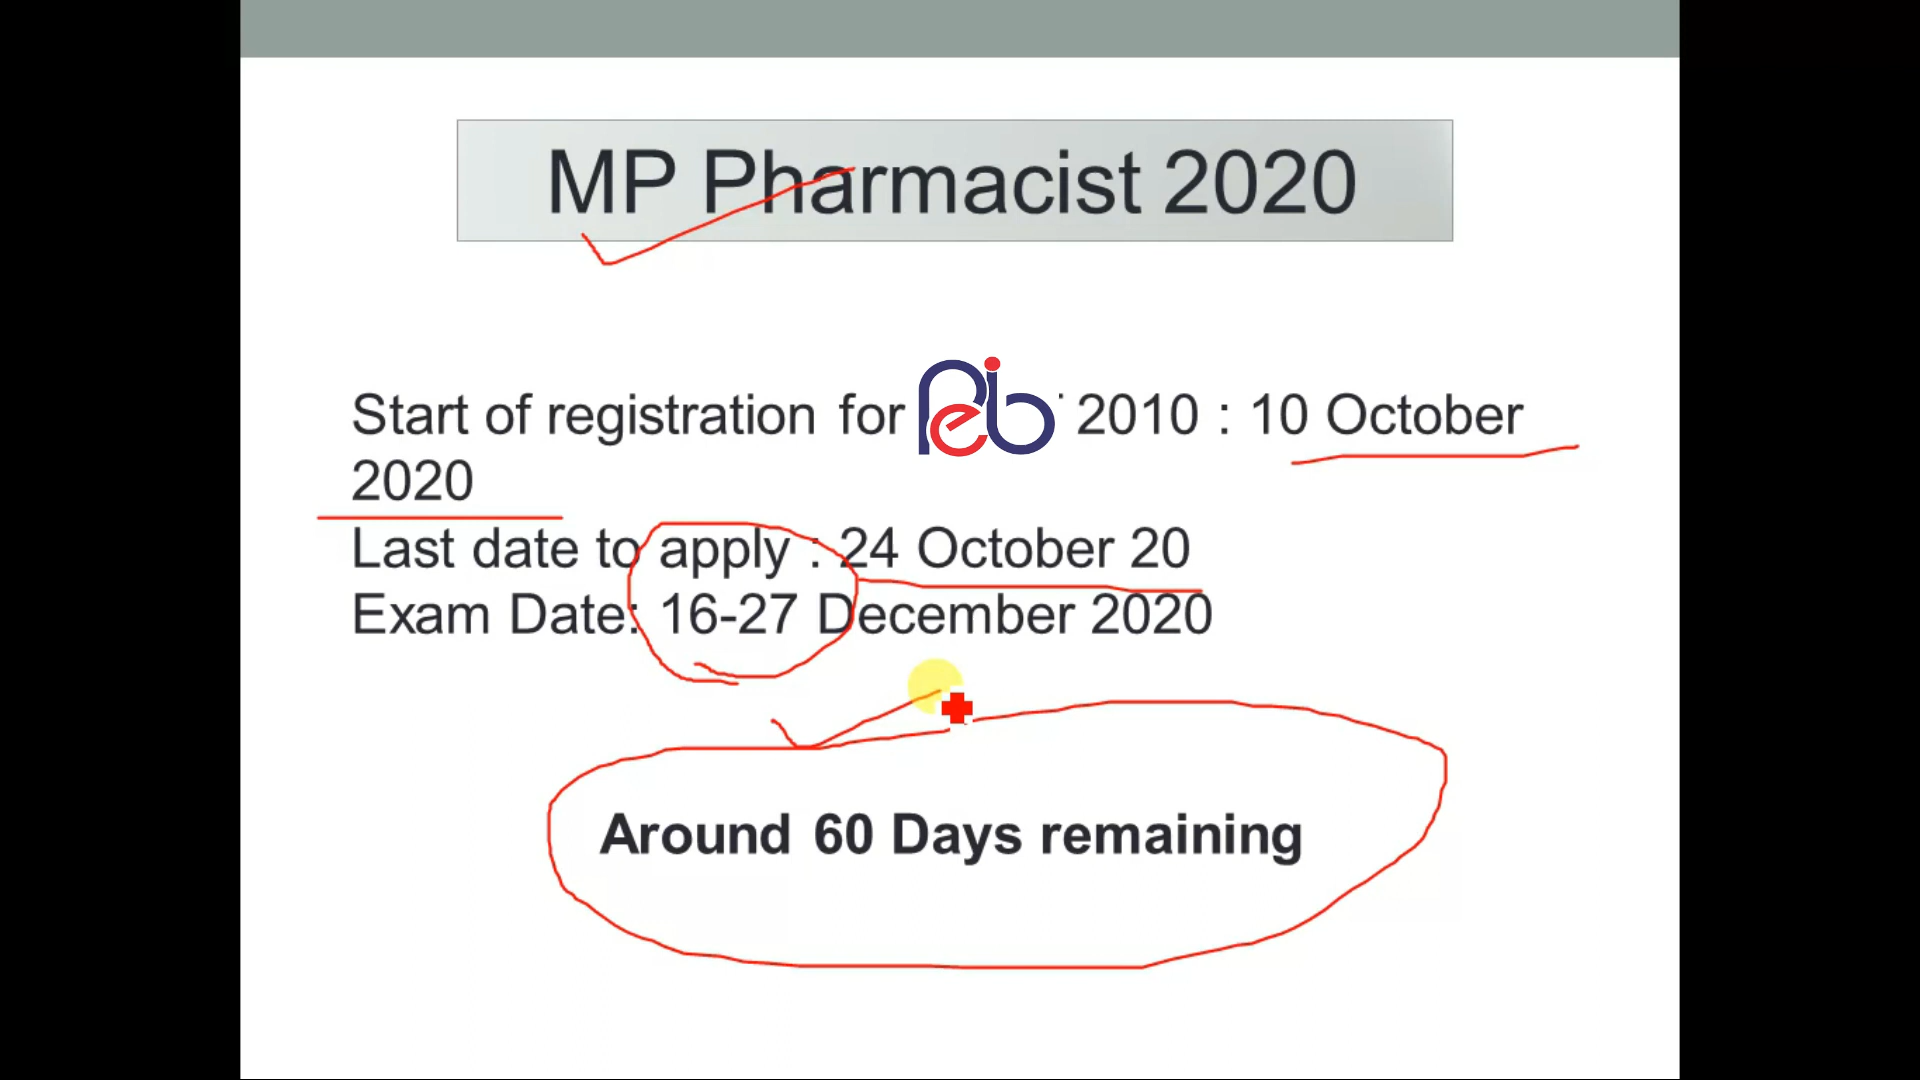 MP Pharmacist 2020
Start of registration for Peb 2010 : 10 October
2020
Last date to apply : 24 October 20
Exam Date: 16-27 December 2020
Around 60 Days remaining